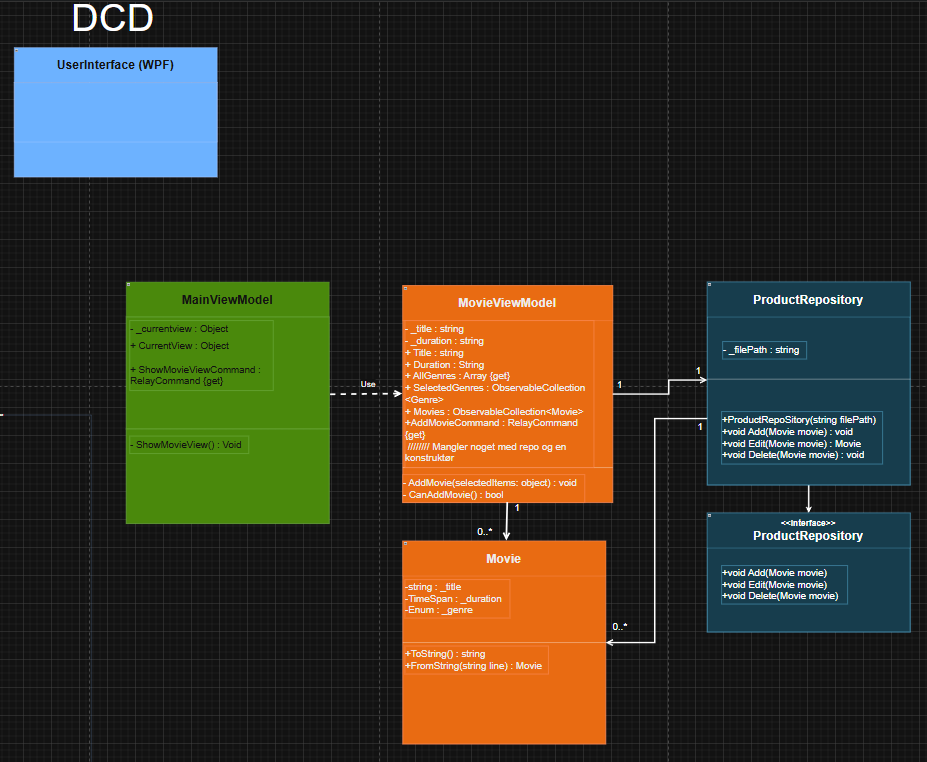 DCD
UserInterface (WPF)
MainViewModel
- _currentview : Object
+ CurrentView : Object
+ ShowMovieViewCommand :
RelayCommand {get}
- ShowMovieView() : Void
Use
MovieViewModel
- _title : string
- _duration : string
+ Title : string
+ Duration : String
+ AllGenres : Array {get}
+ SelectedGenres : ObservableCollection
<Genre>
+ Movies : ObservableCollection<Movie>
+AddMovieCommand : RelayCommand
{get}
//////// Mangler noget med repo og en
konstruktør
- AddMovie(selectedItems: object) : void
- CanAddMovie() : bool
1
0..*
Movie
-string : _title
-TimeSpan : _duration
-Enum : _genre
+ToString() : string
+FromString(string line) : Movie
1
1
1
0..*
ProductRepository
- _filePath : string
+ProductRepoSitory(string filePath)
+void Add(Movie movie) : void
+void Edit(Movie movie) : Movie
+void Delete(Movie movie) : void
<<Interface>>
ProductRepository
+void Add(Movie movie)
+void Edit(Movie movie)
+void Delete(Movie movie)